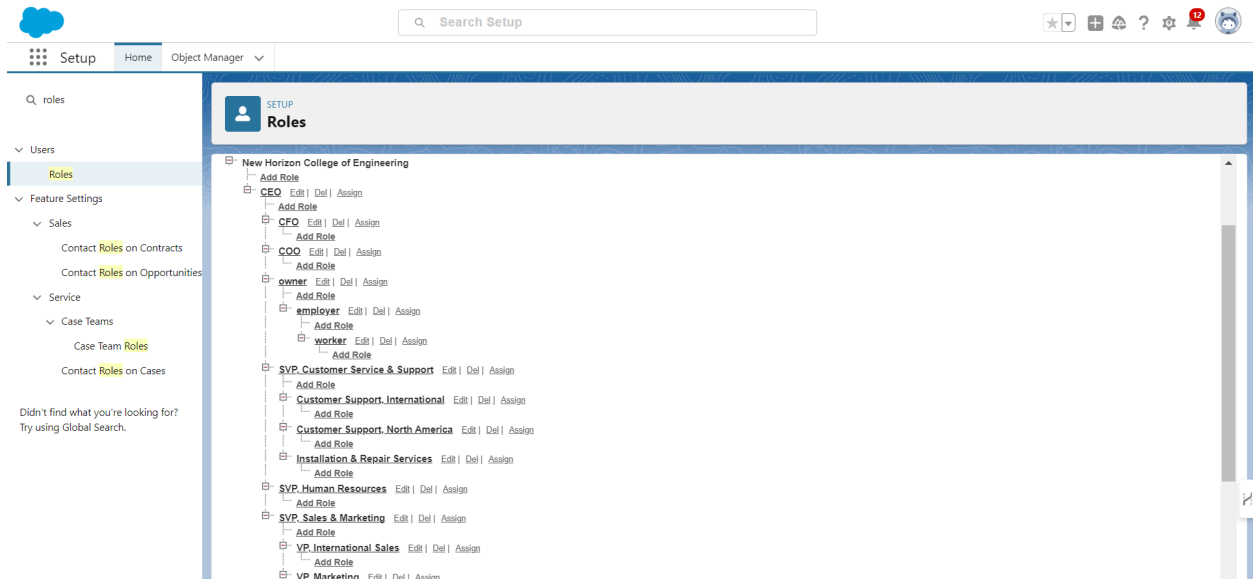 Search Setup
12
Setup
Home
Object Manager
roles
Users
Roles
Feature Settings
Sales
Contact Roles on Contracts
Contact Roles on Opportunities
Service
Case Teams
Case Team Roles
Contact Roles on Cases
Didn't find what you're looking for?
Try using Global Search.
SETUP
Roles
New Horizon College of Engineering
Add Role
CEO Edit | Del | Assign
Add Role
CFO Edit | Del | Assign
Add Role
COO Edit | Del | Assign
Add Role
owner Edit | Del | Assign
Add Role
employer Edit | Del | Assign
Add Role
worker Edit | Del | Assign
Add Role
SVP, Customer Service & Support Edit | Del | Assign
Add Role
Customer Support, International Edit | Del | Assign
Add Role
Customer Support, North America Edit | Del | Assign
Add Role
Installation & Repair Services Edit | Del | Assign
Add Role
SVP, Human Resources Edit | Del | Assign
Add Role
SVP, Sales & Marketing Edit | Del | Assign
Add Role
VP, International Sales Edit | Del | Assign
Add Role
VP, Marketing Edit | Del | Assign